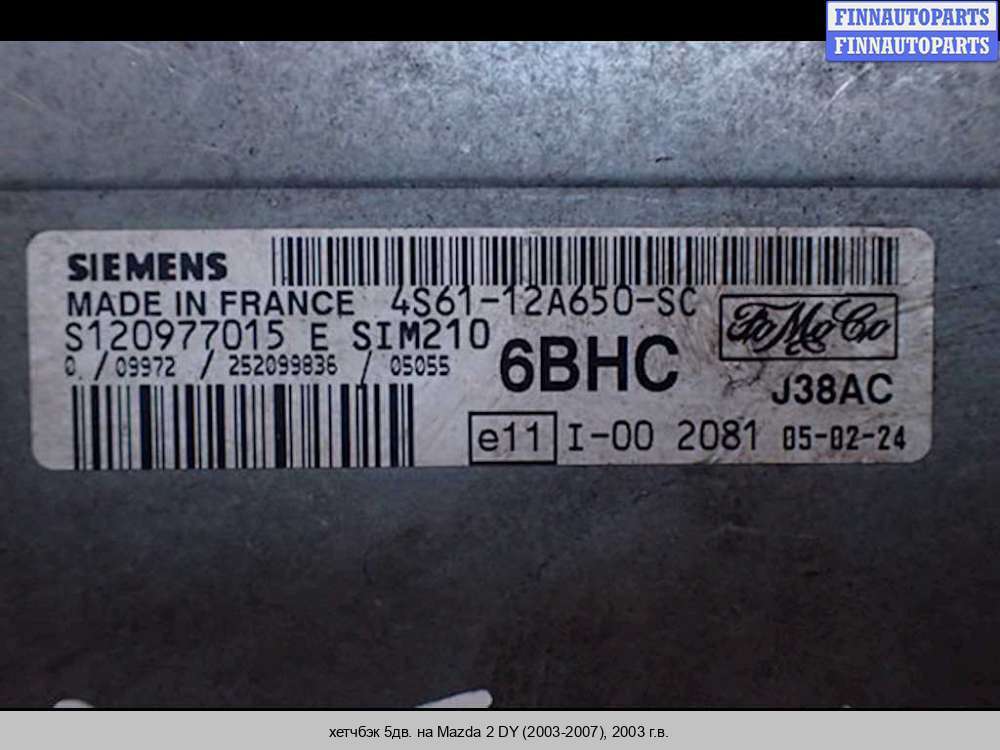 FINNAUTOPARTS
FINNAUTOPARTS
SIEMENS
MADE IN FRANCE 4S61-12A650-SC
S120977015 E SIM210
FoMoCo
0. / 09972 / 252099836 / 05055
6BHC
J38AC
e11 I-00 2081 05-02-24
хетчбэк 5дв. на Mazda 2 DY (2003-2007), 2003 г.в.